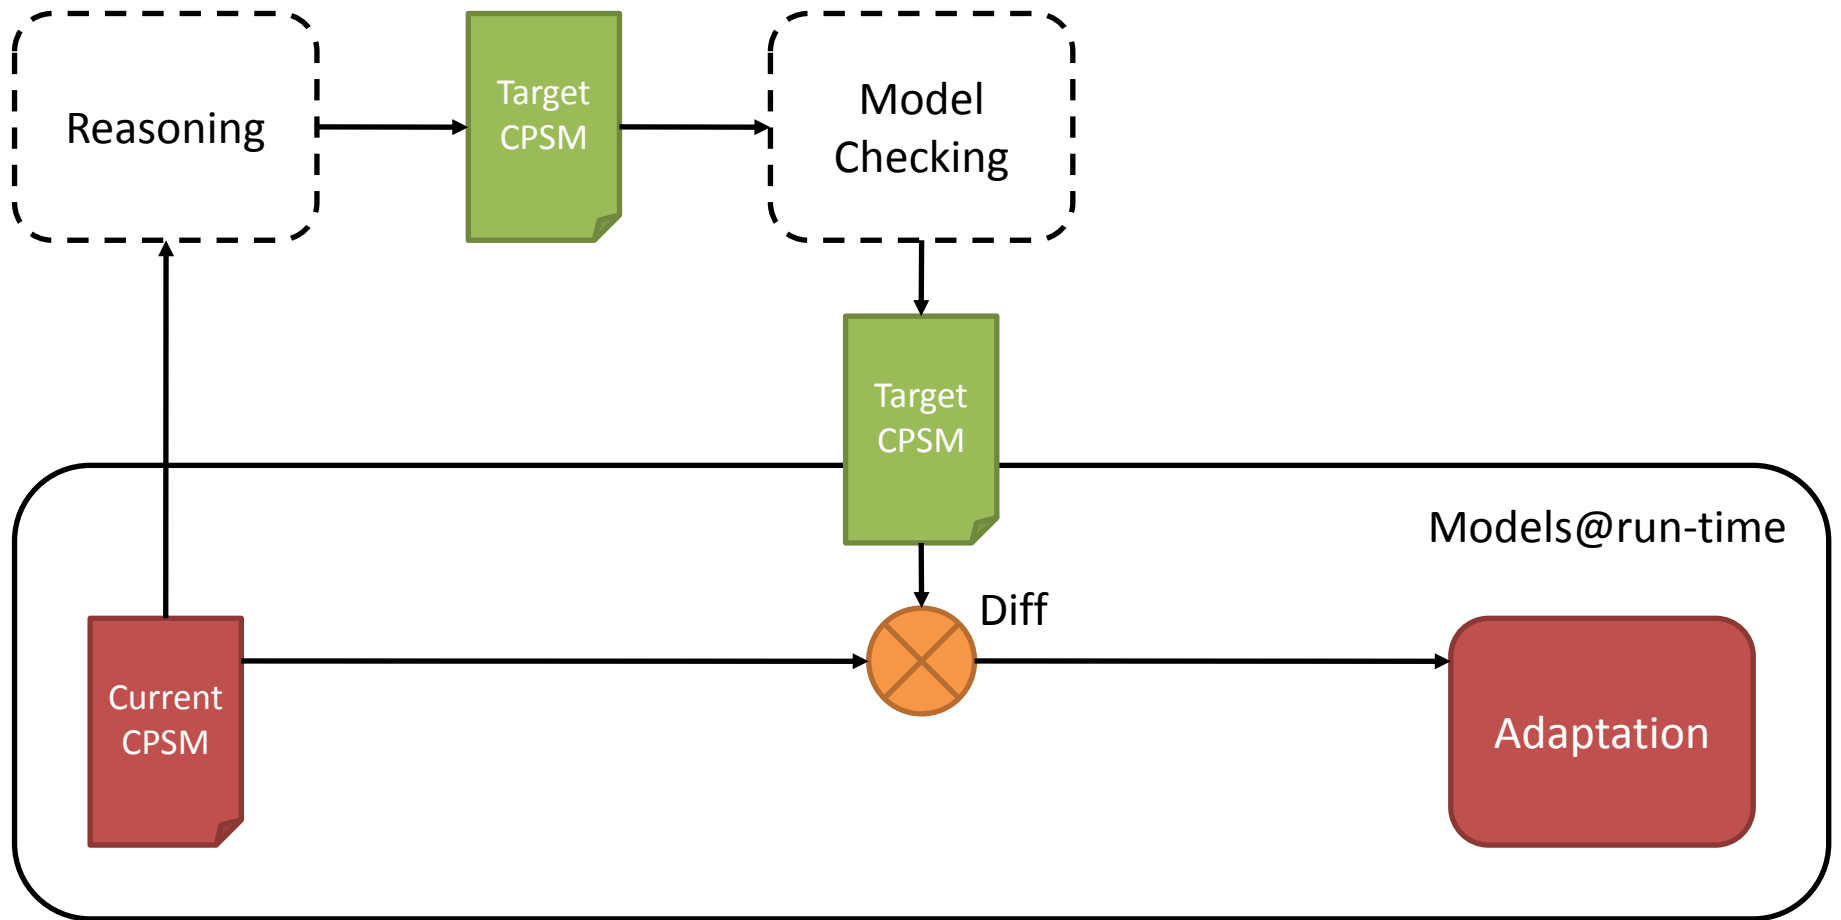 Reasoning
Target
CPSM
Model
Checking
Target
CPSM
Models@run-time
Diff
Current
CPSM
Adaptation